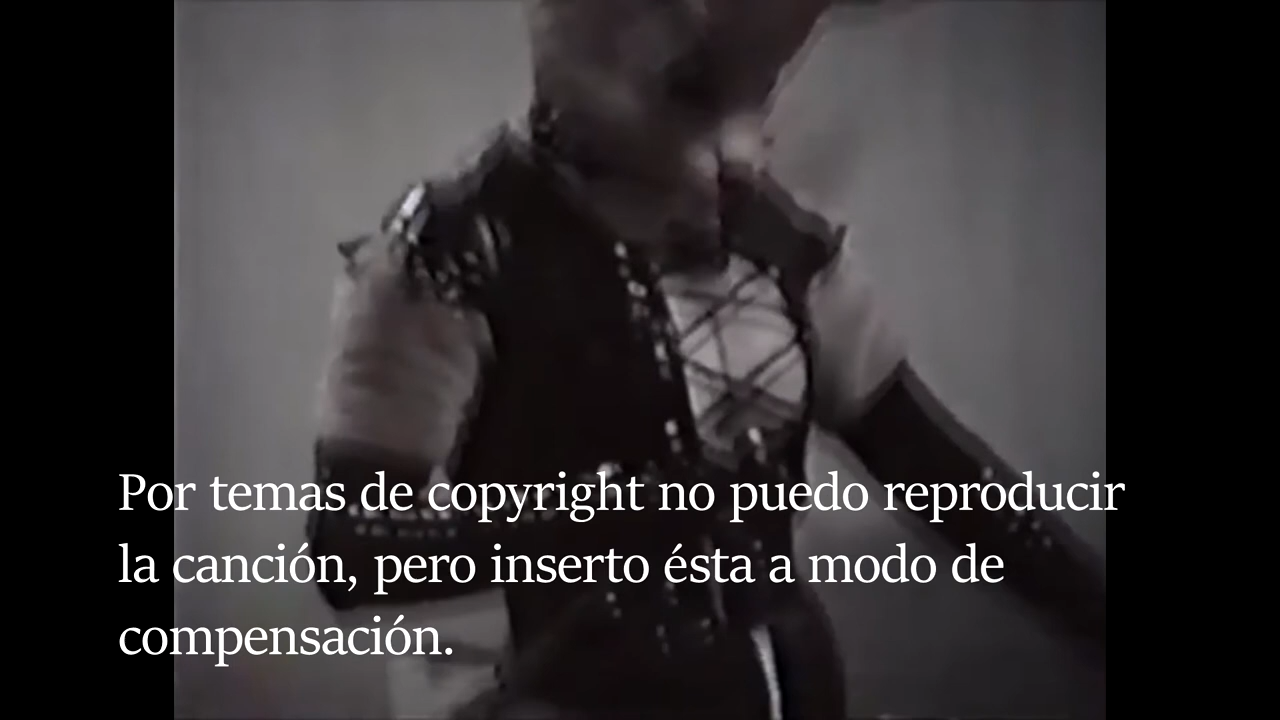 Por temas de copyright no puedo reproducir
la canción, pero inserto ésta a modo de
compensación.